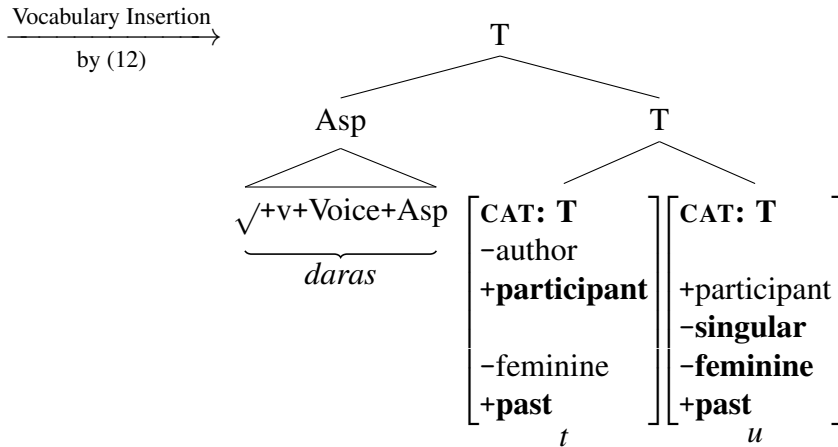 Vocabulary Insertion
by (12)
T
Asp T
√+v+Voice+Asp
daras
CAT: T
−author
+participant
−feminine
+past
t
CAT: T
+participant
−singular
−feminine
+past
u